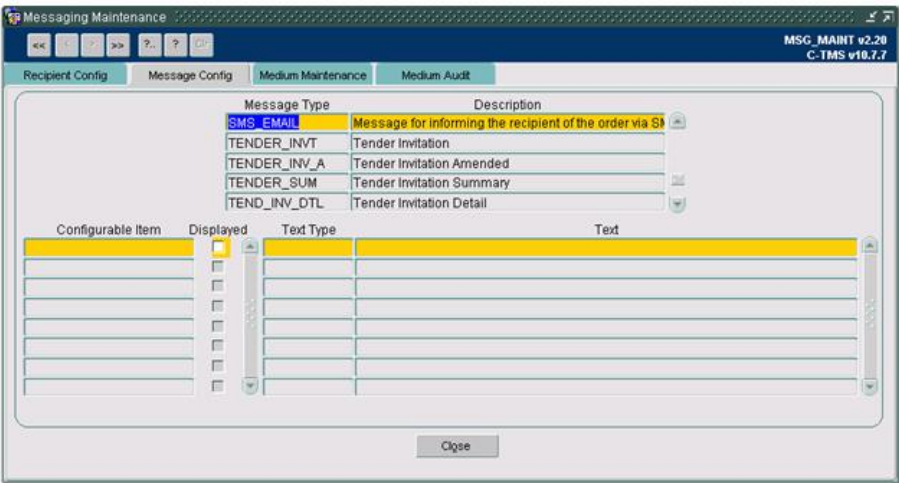 Messaging Maintenance
<< < > >> ?.. ? Clr
MSG_MAINT v2.20
C-TMS v10.7.7
Recipient Config Message Config Medium Maintenance Medium Audit
Message Type Description
SMS_EMAIL Message for informing the recipient of the order via SM
TENDER_INVT Tender Invitation
TENDER_INV_A Tender Invitation Amended
TENDER_SUM Tender Invitation Summary
TEND_INV_DTL Tender Invitation Detail
Configurable Item Displayed Text Type Text
Close